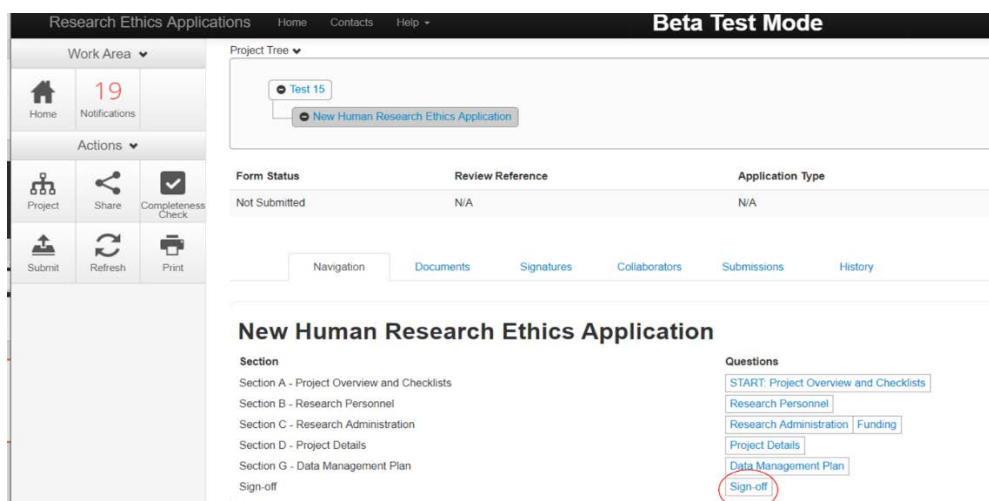 Research Ethics Applications Home Contacts Help Beta Test Mode
Work Area
Project Tree
Home
19
Notifications
Test 15
New Human Research Ethics Application
Actions
Project
Share
Completeness
Check
Submit
Refresh
Print
Form Status Review Reference Application Type
Not Submitted N/A N/A
Navigation Documents Signatures Collaborators Submissions History
New Human Research Ethics Application
Section Questions
Section A - Project Overview and Checklists START: Project Overview and Checklists
Section B - Research Personnel Research Personnel
Section C - Research Administration Research Administration Funding
Section D - Project Details Project Details
Section G - Data Management Plan Data Management Plan
Sign-off Sign-off